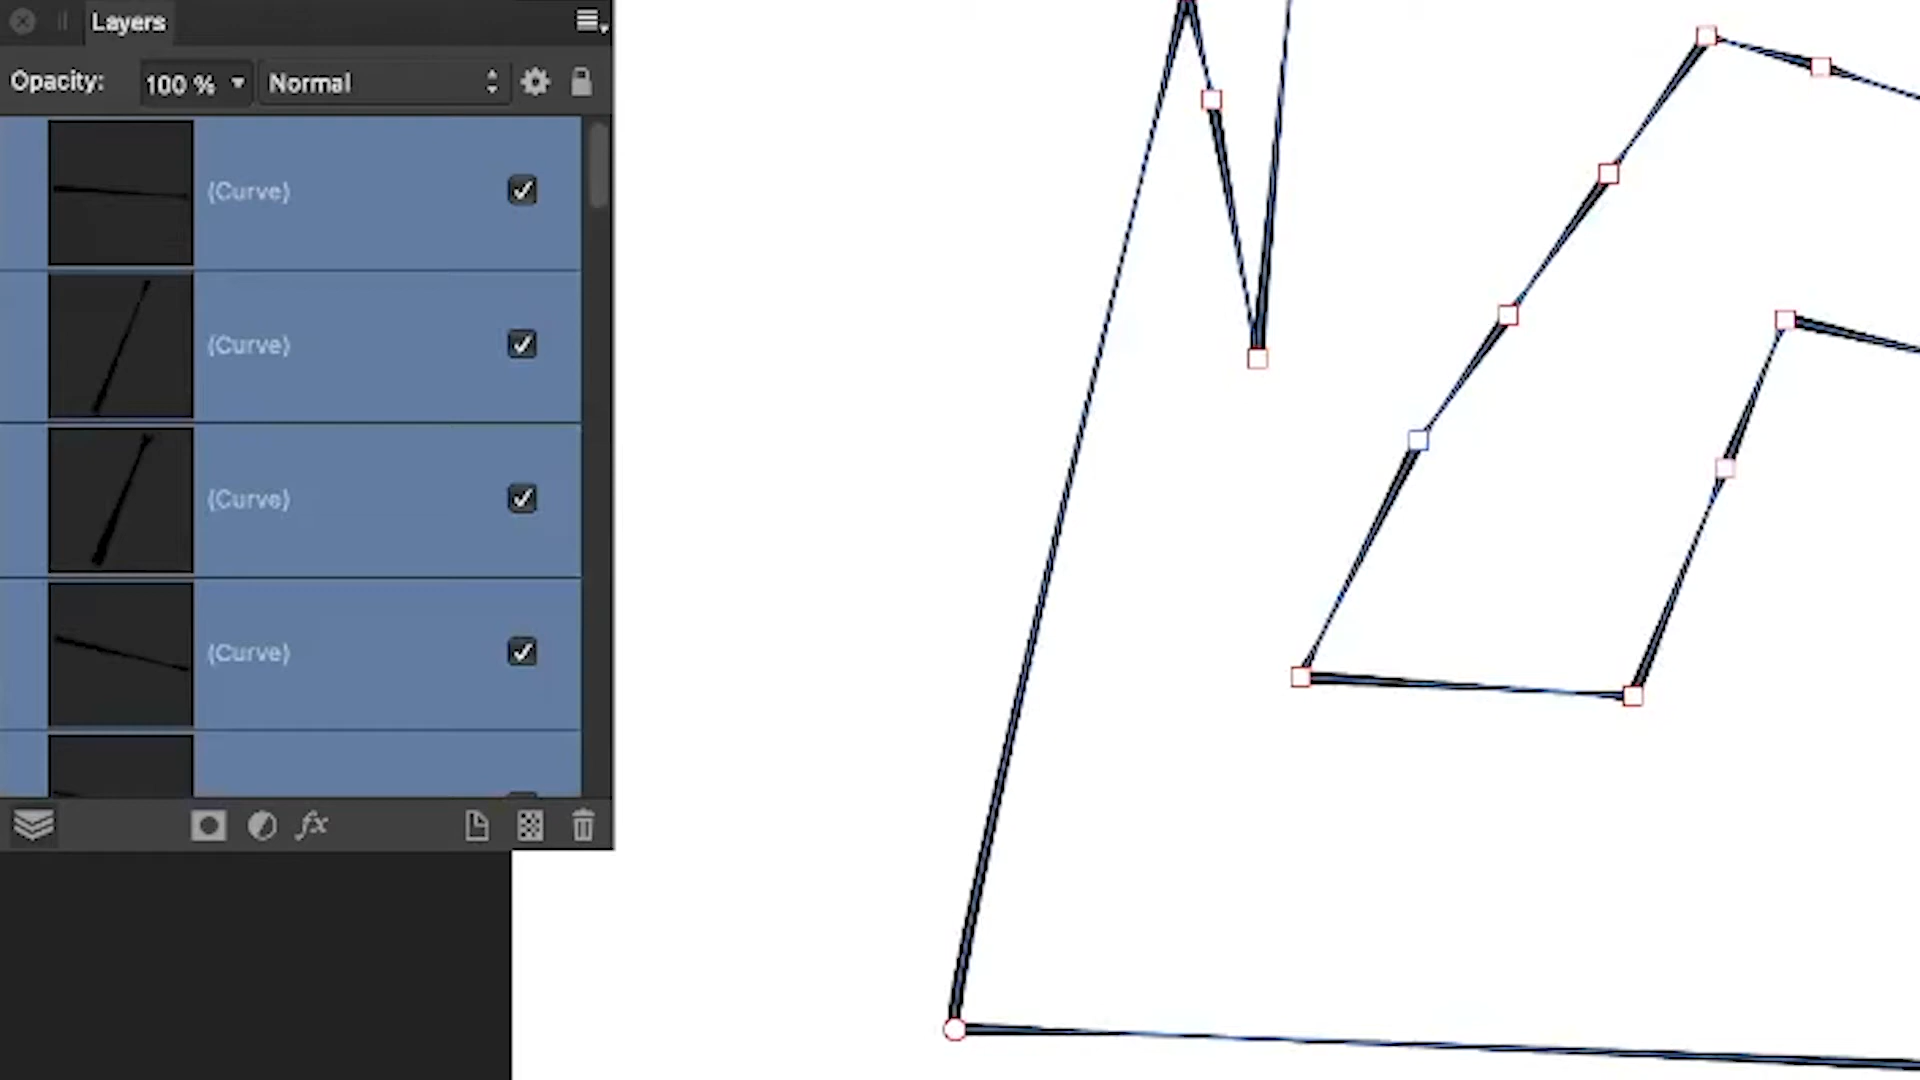 Layers
Opacity: 100 % Normal
(Curve)
(Curve)
(Curve)
(Curve)
fx